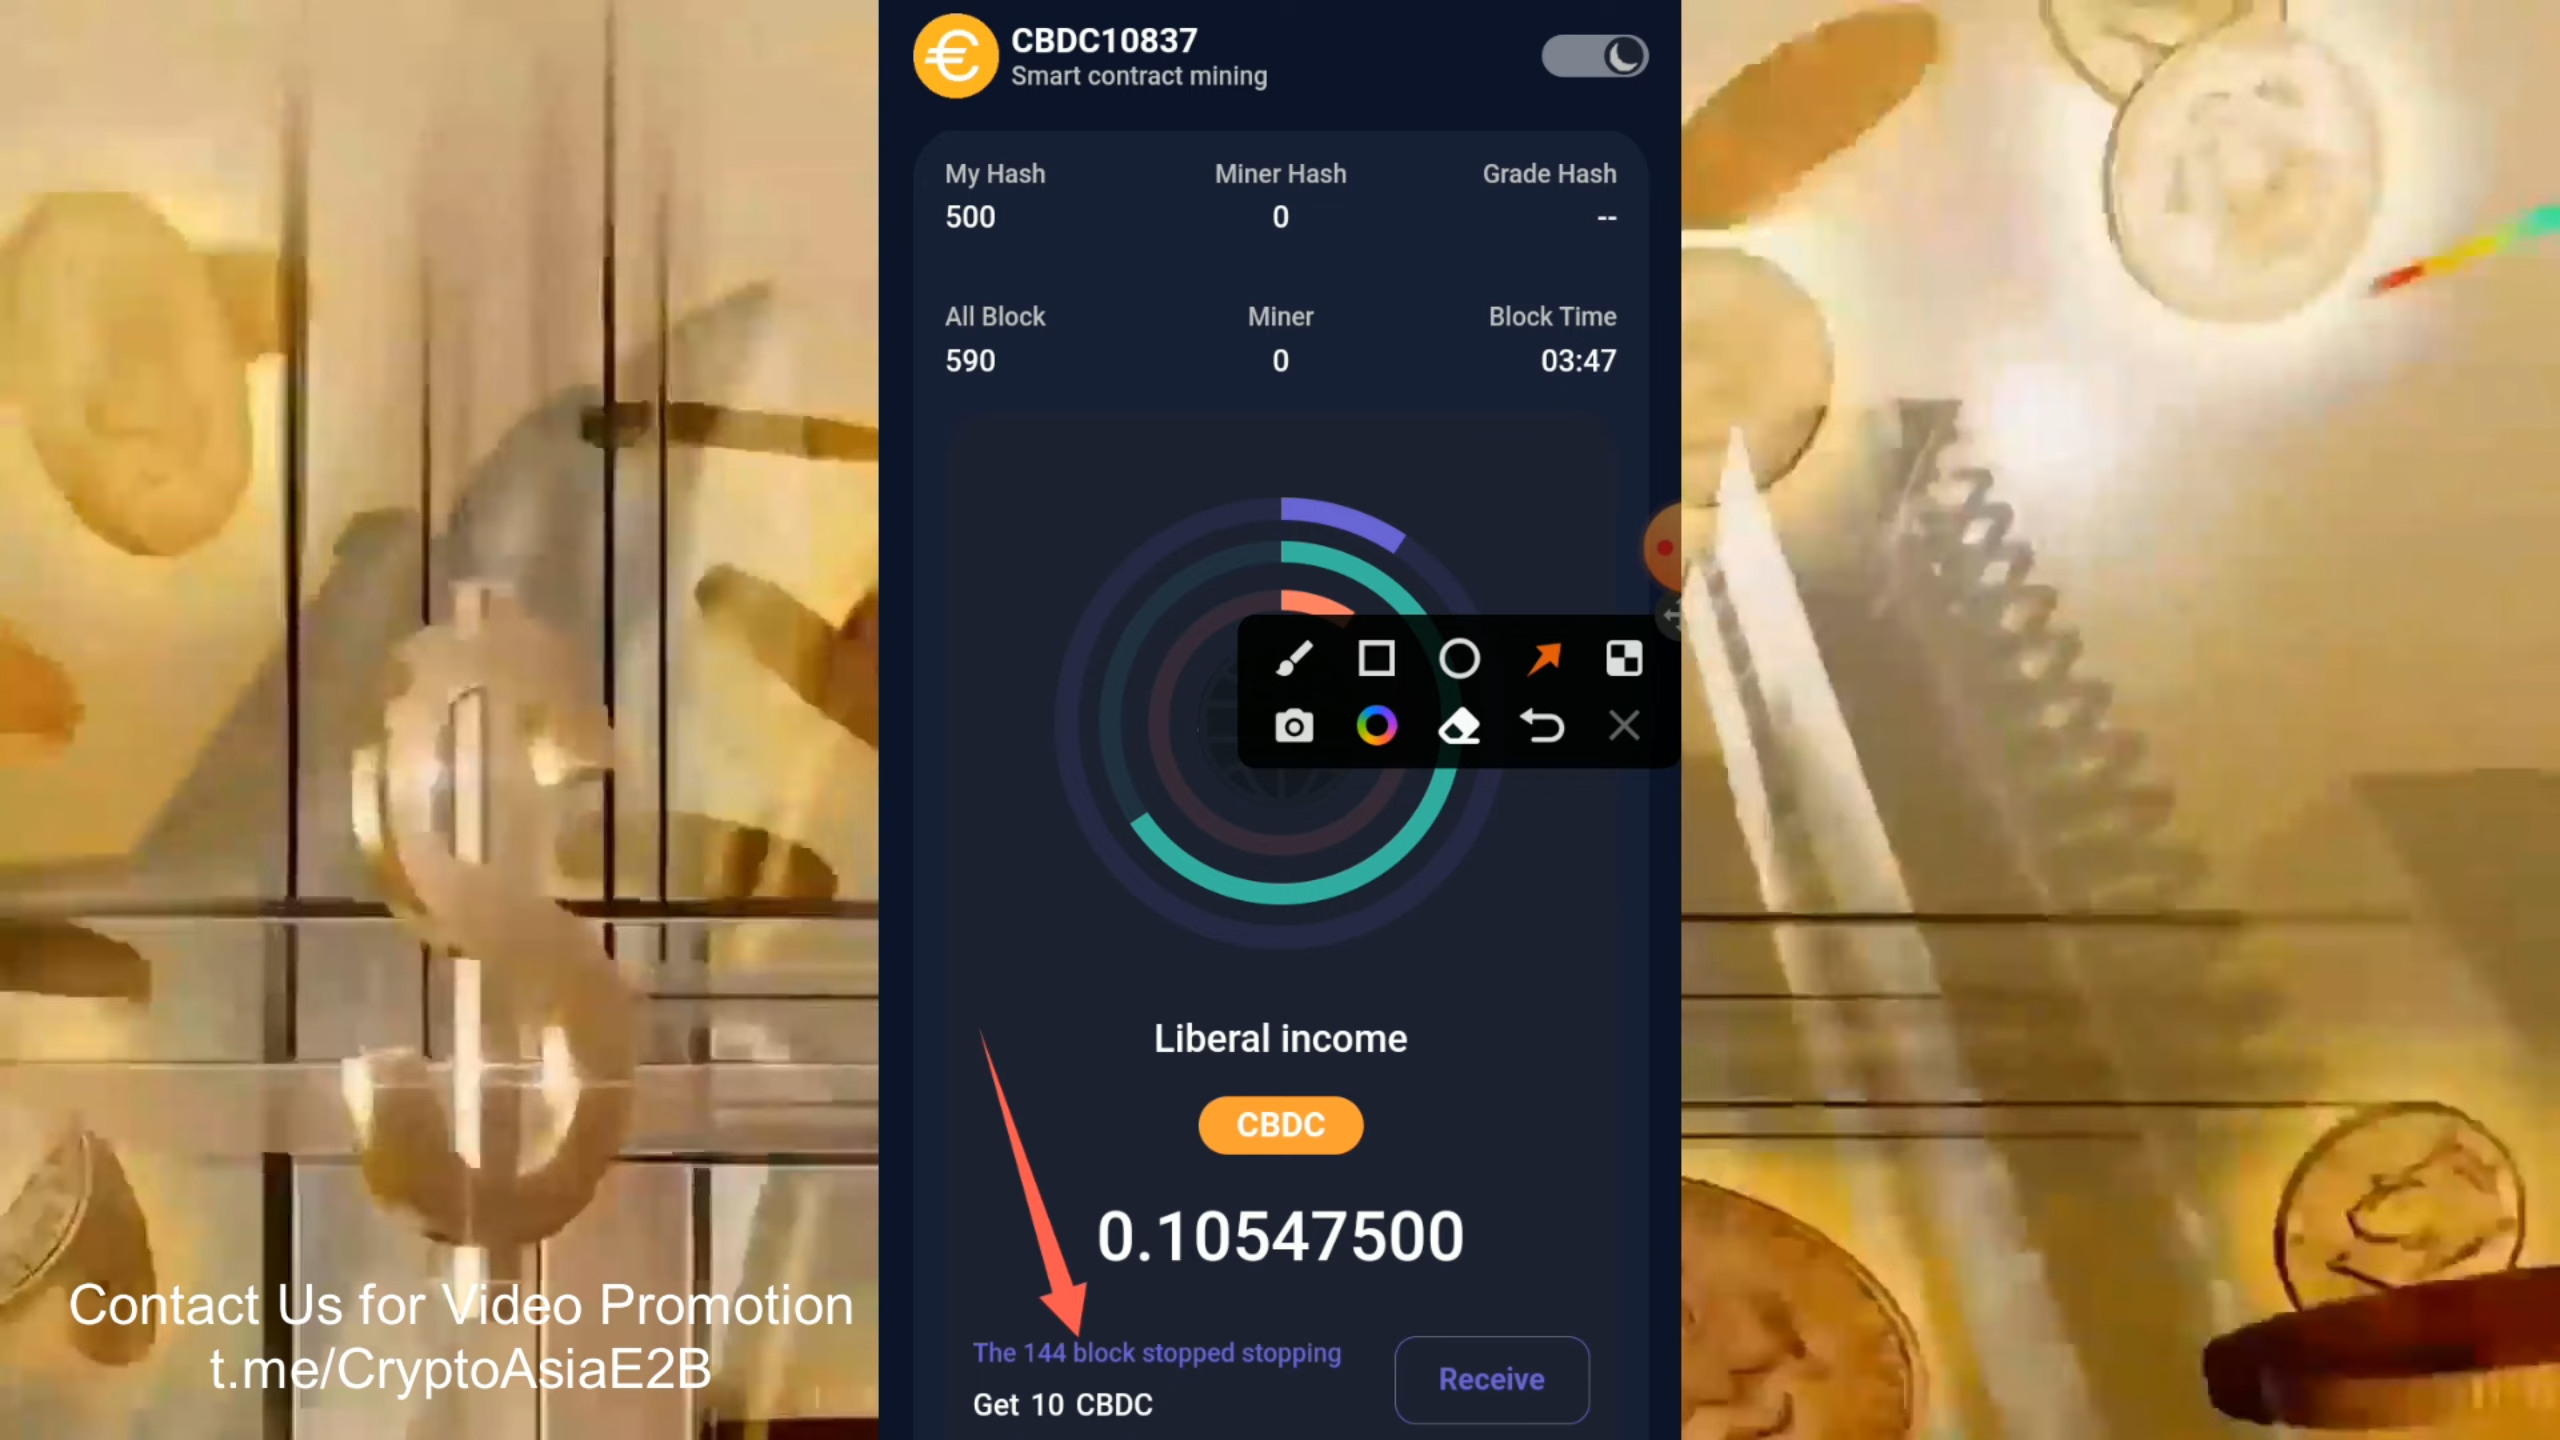 CBDC10837
Smart contract mining
My Hash Miner Hash Grade Hash
500 0 --
All Block Miner Block Time
590 0 03:47
Liberal income
CBDC
0.10547500
The 144 block stopped stopping
Get 10 CBDC
Receive
Contact Us for Video Promotion
t.me/CryptoAsiaE2B